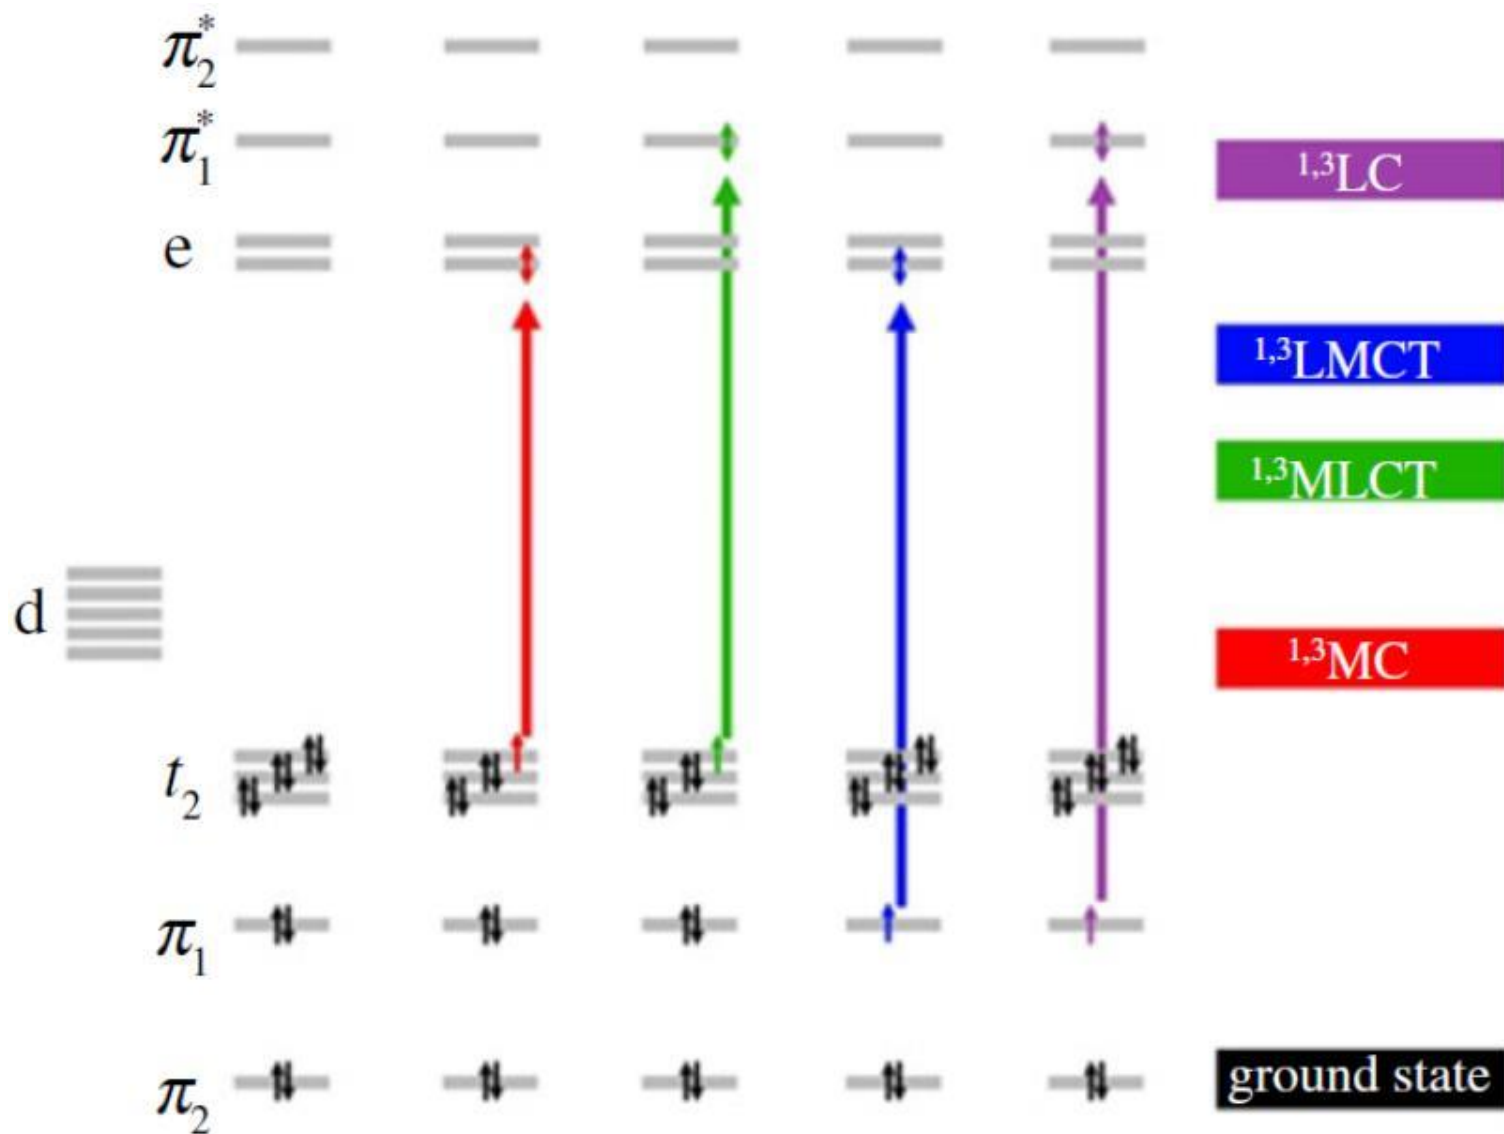 π₂*
π₁*
e
d
t₂
π₁
π₂
¹,³LC
¹,³LMCT
¹,³MLCT
¹,³MC
ground state